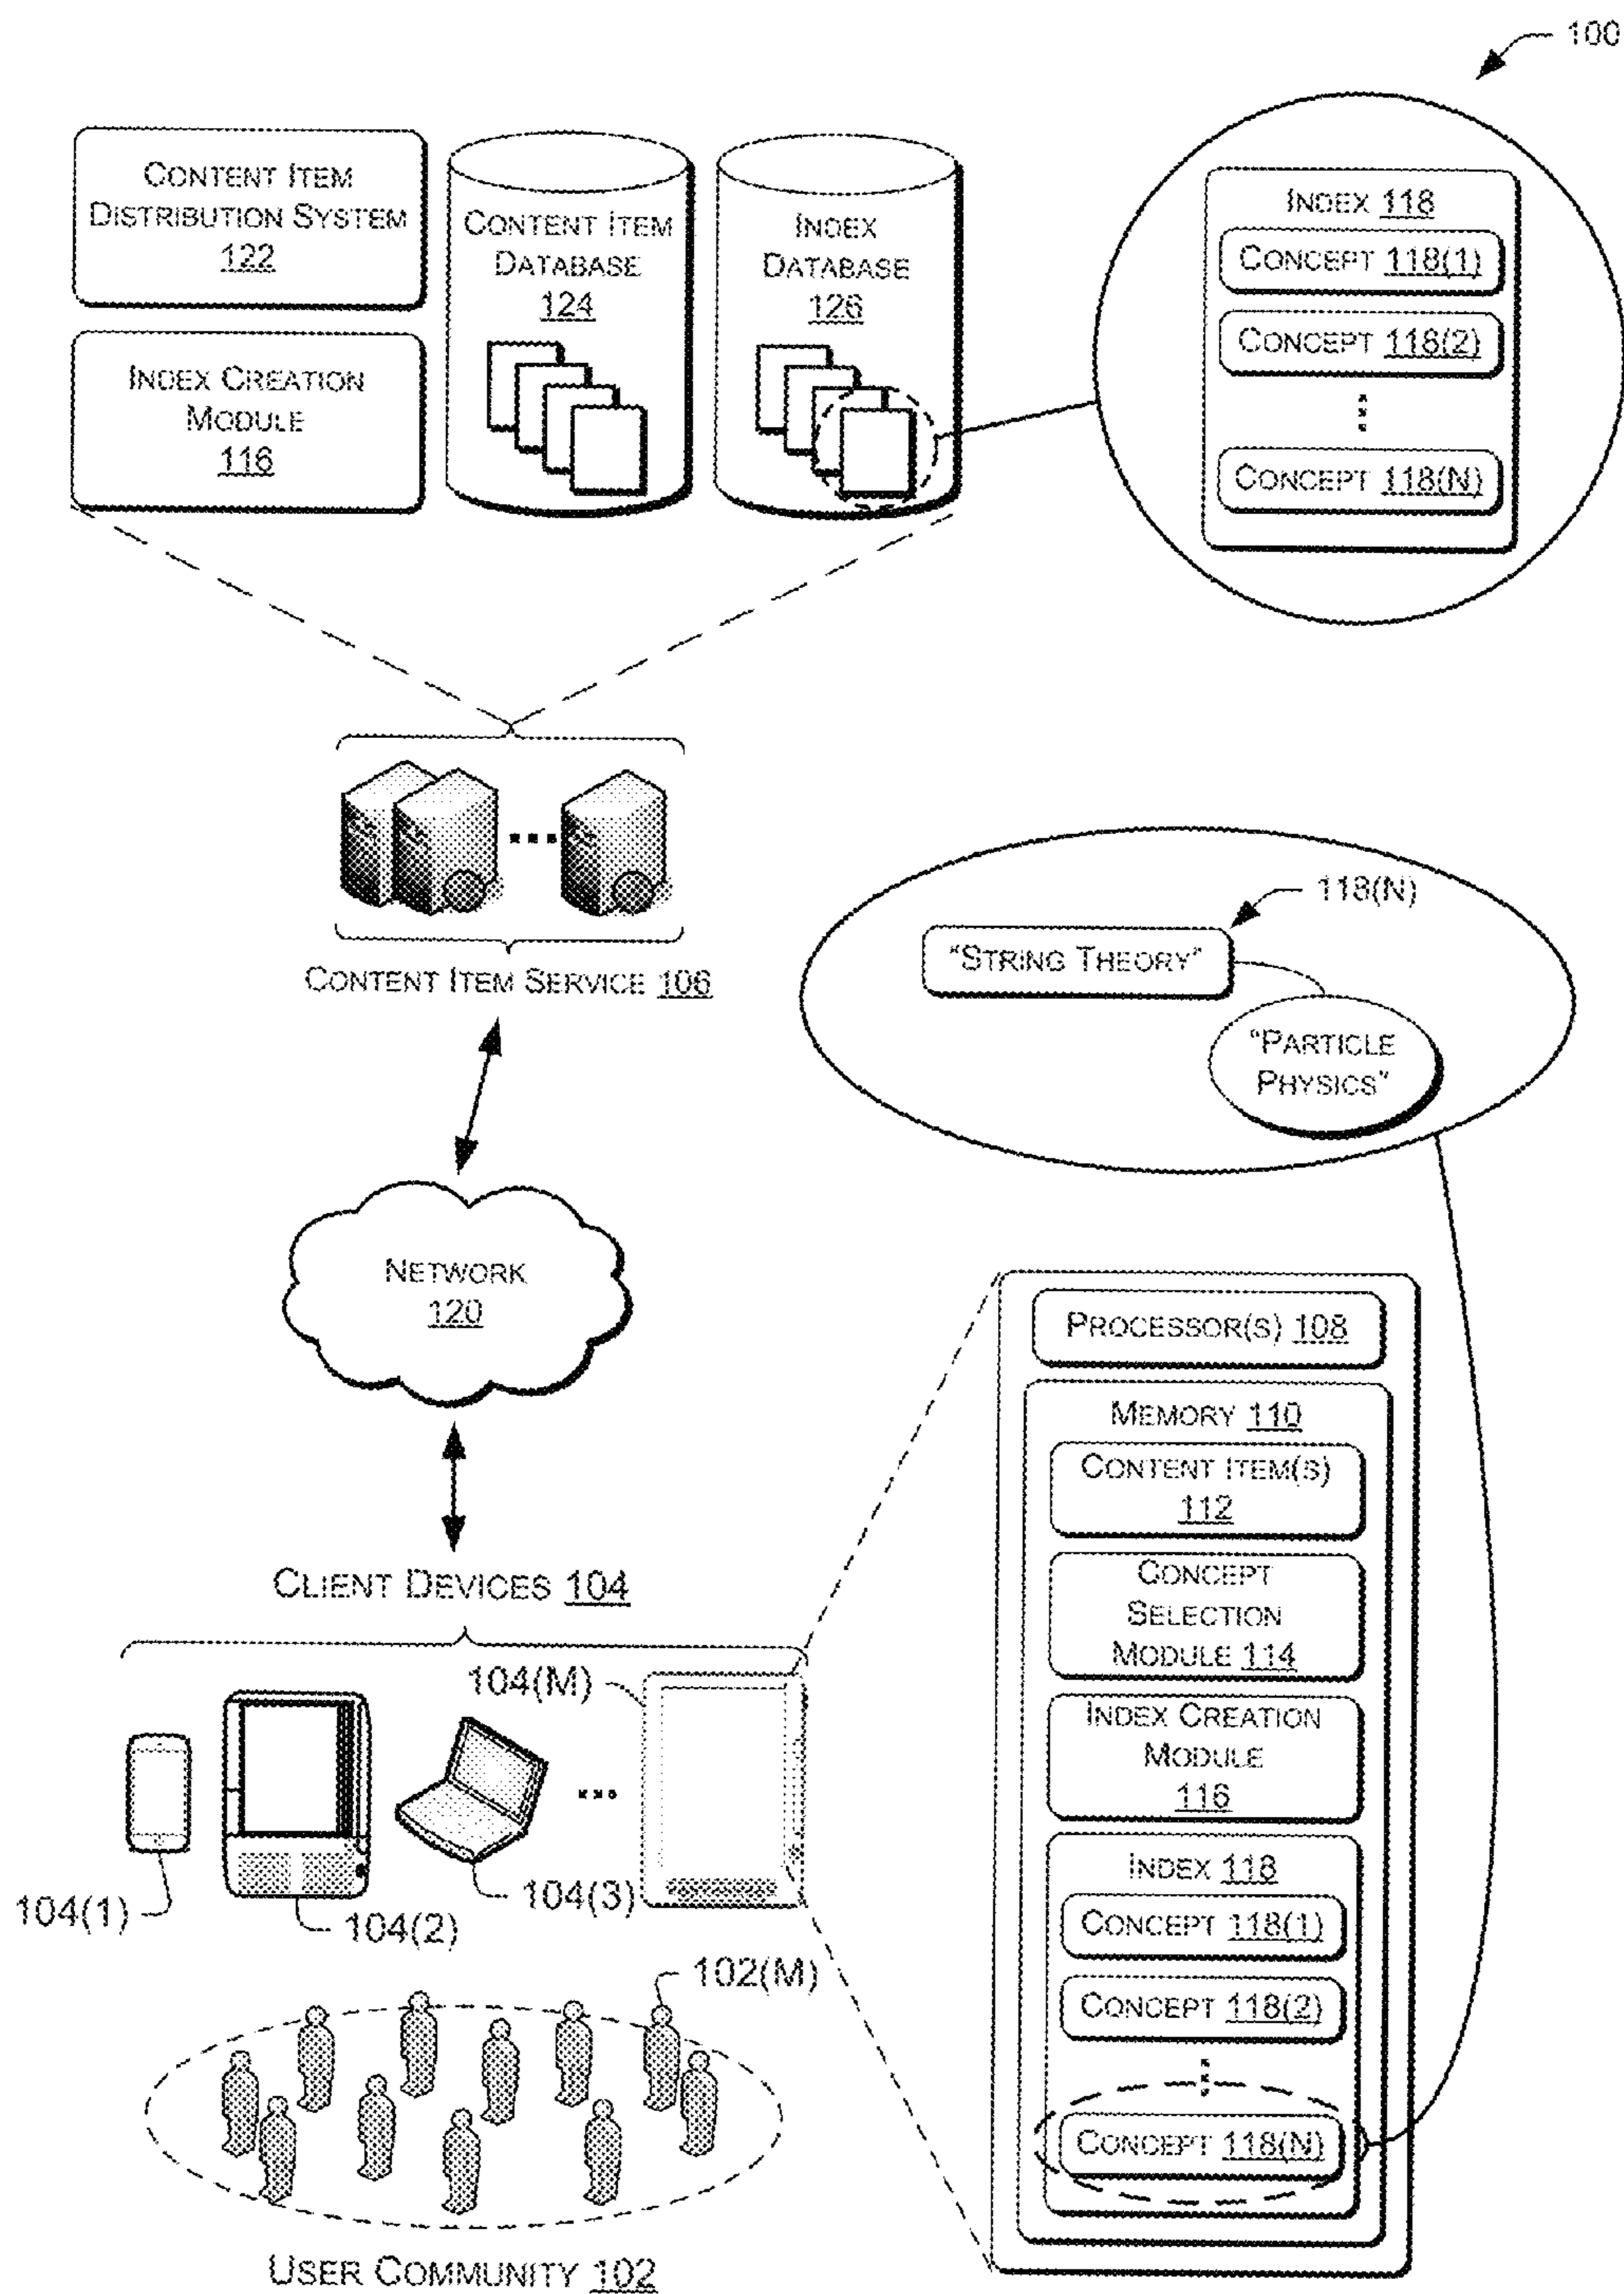 100
CONTENT ITEM
DISTRIBUTION SYSTEM
122
INDEX CREATION
MODULE
116
CONTENT ITEM
DATABASE
124
INDEX
DATABASE
126
INDEX 118
CONCEPT 118(1)
CONCEPT 118(2)
CONCEPT 118(N)
CONTENT ITEM SERVICE 106
118(N)
"STRING THEORY"
"PARTICLE
PHYSICS"
NETWORK
120
PROCESSOR(S) 108
MEMORY 110
CONTENT ITEM(S)
112
CONCEPT
SELECTION
MODULE 114
INDEX CREATION
MODULE
116
INDEX 118
CONCEPT 118(1)
CONCEPT 118(2)
CONCEPT 118(N)
CLIENT DEVICES 104
104(M)
104(1)
104(2)
104(3)
102(M)
USER COMMUNITY 102